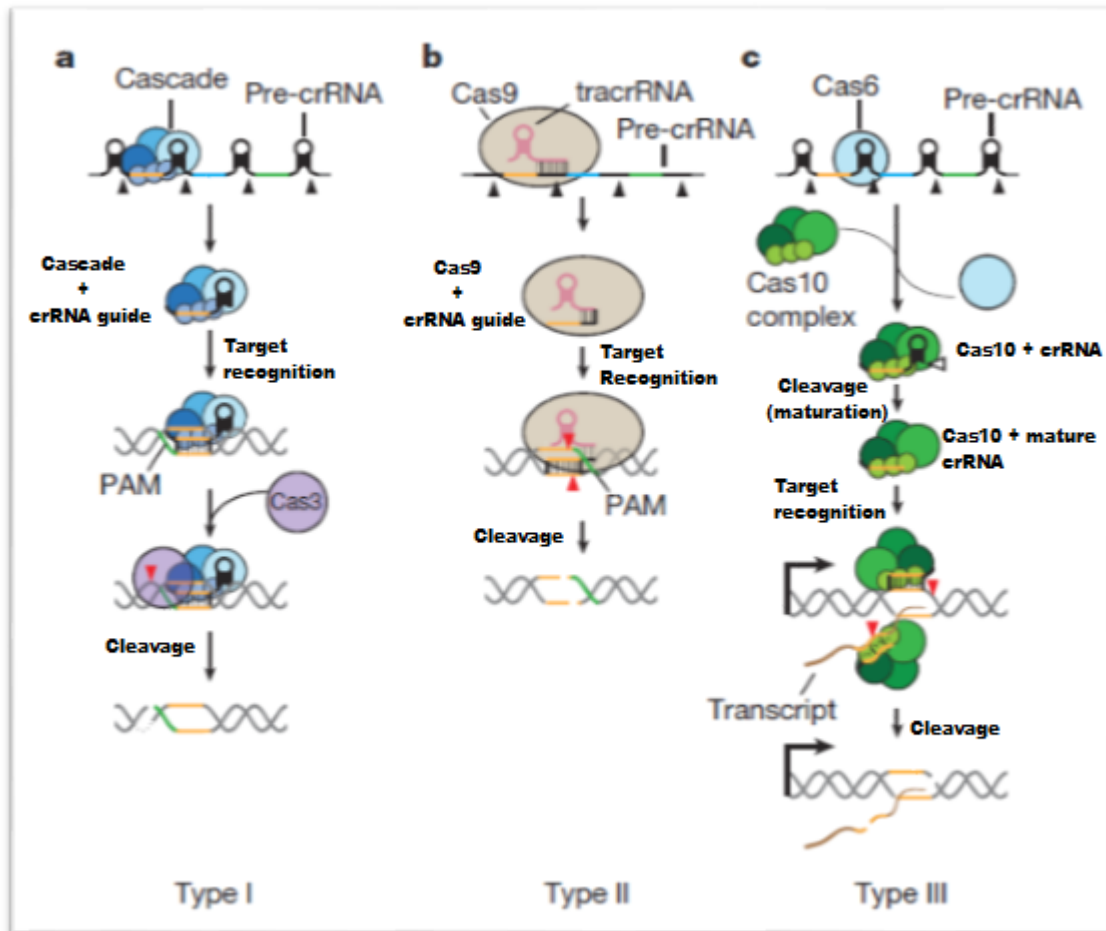 a
Cascade
Pre-crRNA
Cascade
+
crRNA guide
Target
recognition
PAM
Cas3
Cleavage
Type I
b
Cas9
tracrRNA
Pre-crRNA
Cas9
+
crRNA guide
Target
Recognition
PAM
Cleavage
Type II
c
Cas6
Pre-crRNA
Cas10
complex
Cas10 + crRNA
Cleavage
(maturation)
Cas10 + mature
crRNA
Target
recognition
Transcript
Cleavage
Type III